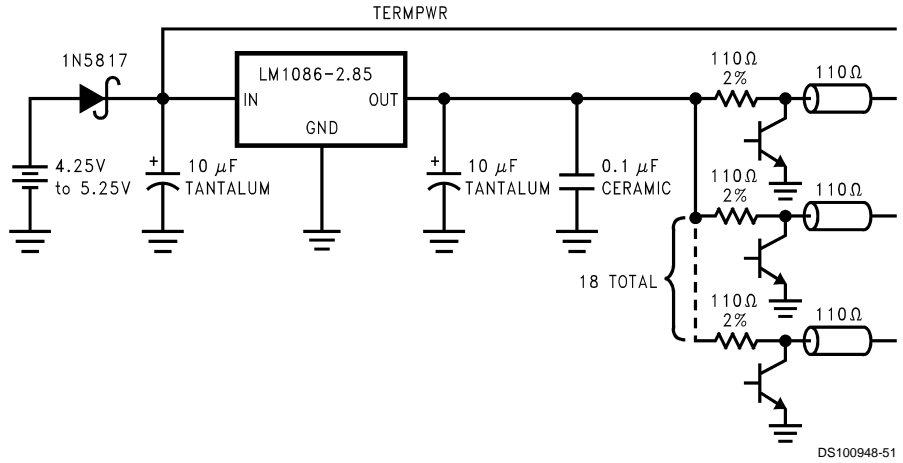 TERMPWR
1N5817
LM1086-2.85
IN
OUT
GND
4.25V
to 5.25V
+
10 μF
TANTALUM
+
10 μF
TANTALUM
0.1 μF
CERAMIC
110Ω
2%
110Ω
110Ω
2%
110Ω
18 TOTAL
110Ω
2%
110Ω
DS100948-51